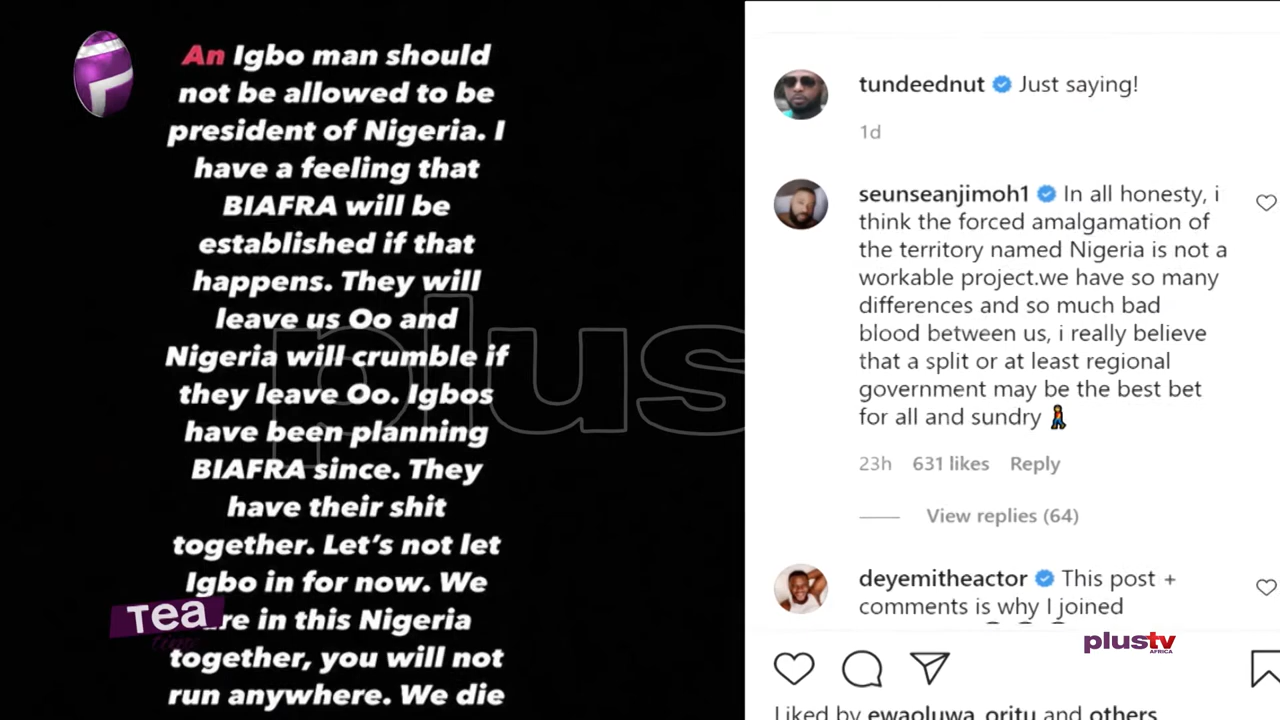 An Igbo man should
not be allowed to be
president of Nigeria. I
have a feeling that
BIAFRA will be
established if that
happens. They will
leave us Oo and
Nigeria will crumble if
they leave Oo. Igbos
have been planning
BIAFRA since. They
have their shit
together. Let's not let
Igbo in for now. We
are in this Nigeria
together, you will not
run anywhere. We die
Tea
time
plus
tundeednut Just saying!
1d
seunseanjimoh1 In all honesty, i
think the forced amalgamation of
the territory named Nigeria is not a
workable project.we have so many
differences and so much bad
blood between us, i really believe
that a split or at least regional
government may be the best bet
for all and sundry
23h 631 likes Reply
View replies (64)
deyemitheactor This post +
comments is why I joined
plustv
AFRICA
Liked by ewaoluwa, oritu and others